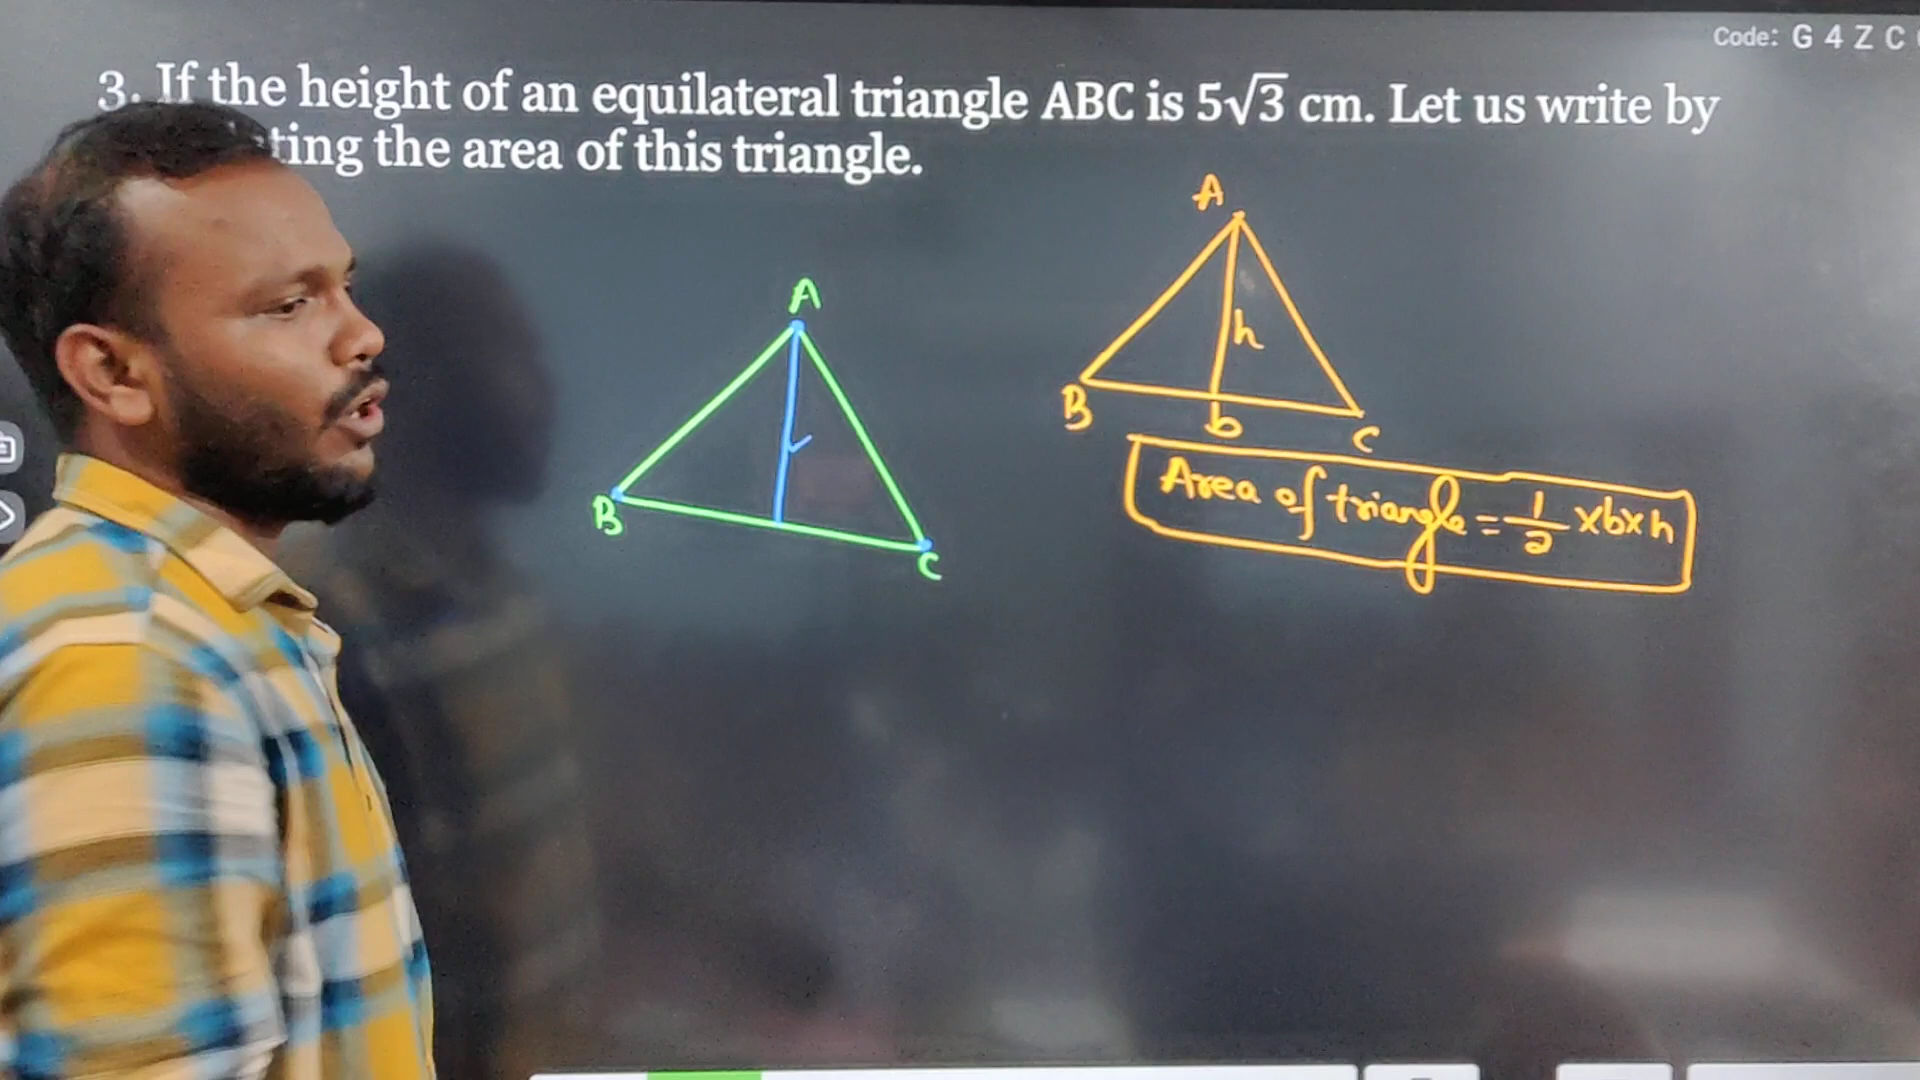 Code: G 4 Z C
3. If the height of an equilateral triangle ABC is 5√3 cm. Let us write by
the area of this triangle.
A
B
C
A
h
B
b
C
Area of triangle = 1/2 × b × h